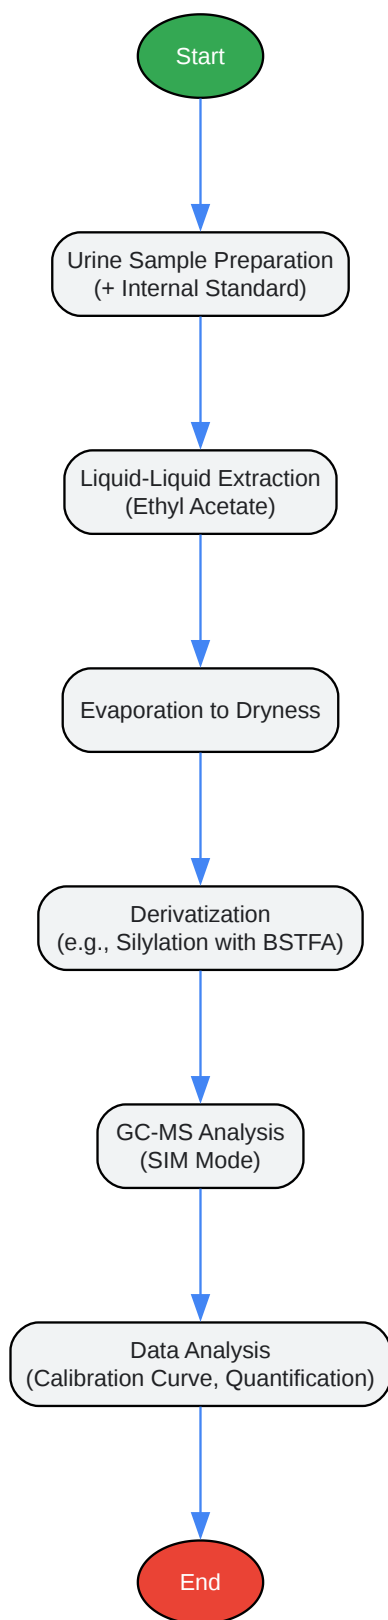 Start
Urine Sample Preparation
(+ Internal Standard)
Liquid-Liquid Extraction
(Ethyl Acetate)
Evaporation to Dryness
Derivatization
(e.g., Silylation with BSTFA)
GC-MS Analysis
(SIM Mode)
Data Analysis
(Calibration Curve, Quantification)
End